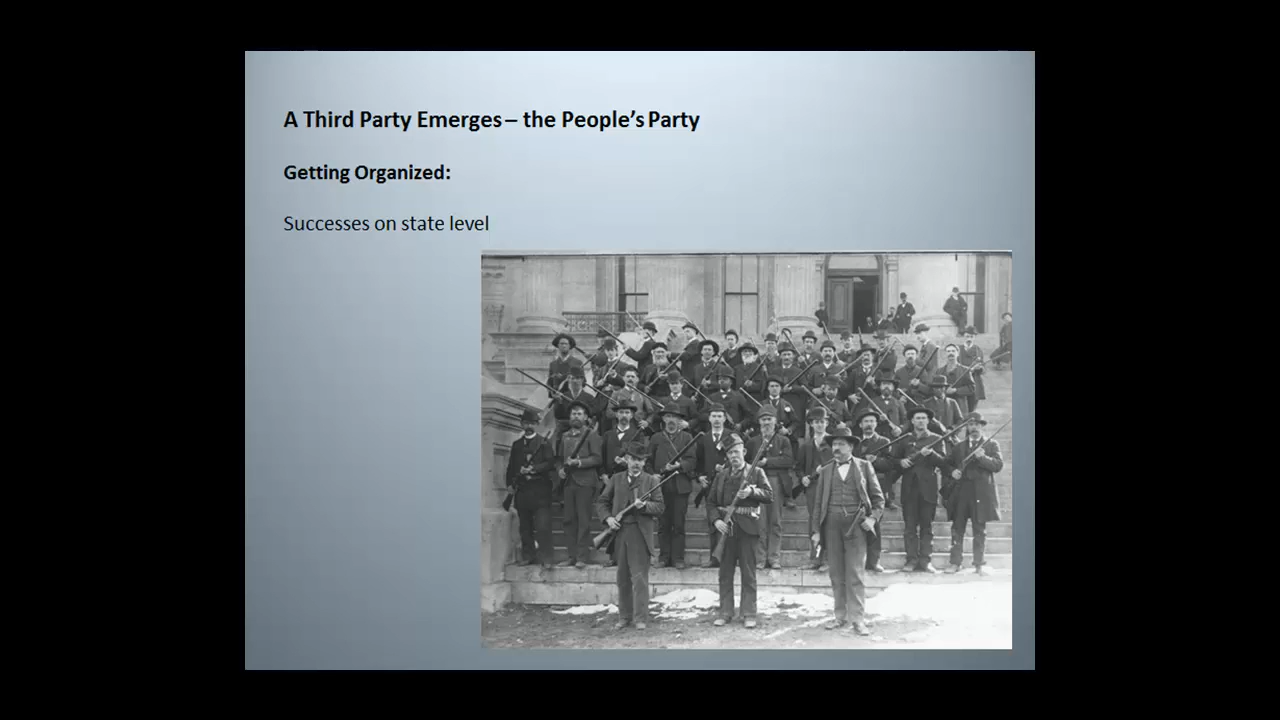 A Third Party Emerges – the People's Party
Getting Organized:
Successes on state level